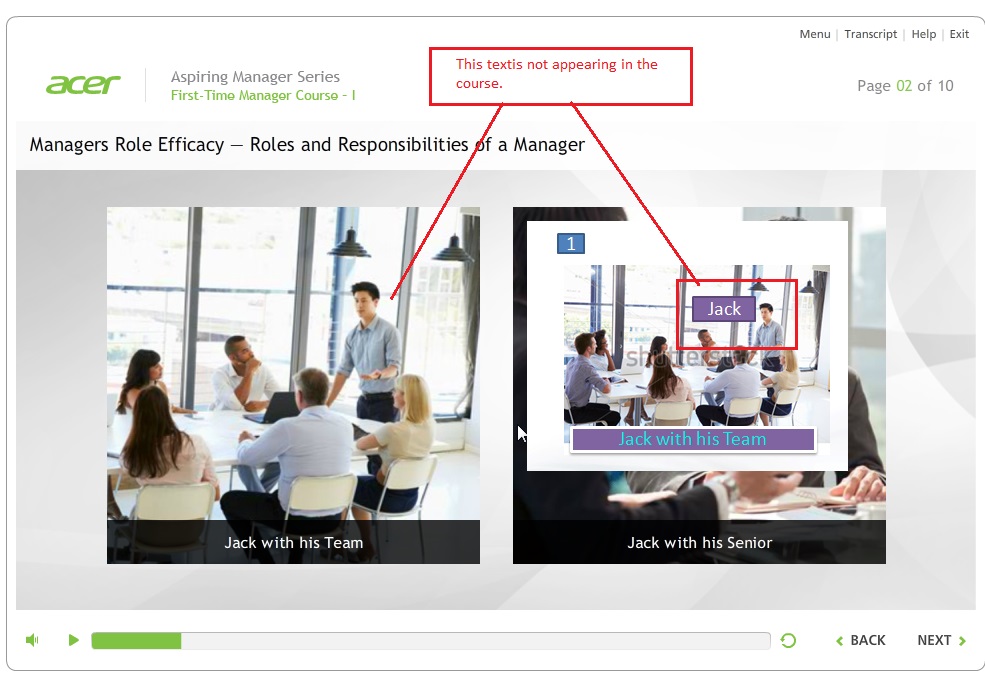 Menu | Transcript | Help | Exit
acer
Aspiring Manager Series
First-Time Manager Course - I
This textis not appearing in the
course.
Page 02 of 10
Managers Role Efficacy — Roles and Responsibilities of a Manager
1
Jack
Jack with his Team
Jack with his Team
Jack with his Senior
BACK
NEXT